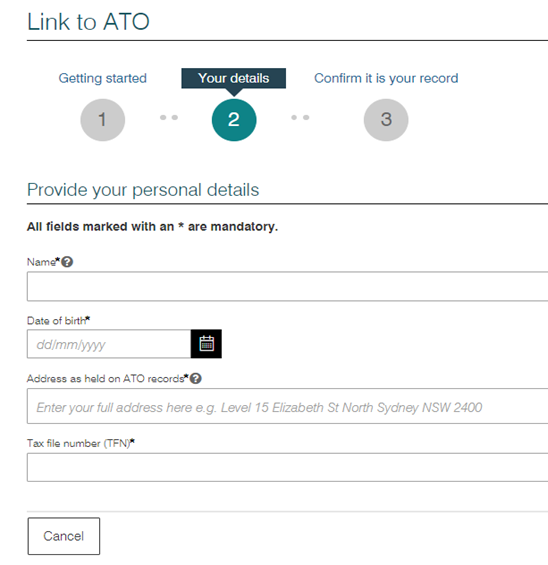 Link to ATO
Getting started
Your details
Confirm it is your record
1
2
3
Provide your personal details
All fields marked with an * are mandatory.
Name*?
Date of birth*
dd/mm/yyyy
Address as held on ATO records*?
Enter your full address here e.g. Level 15 Elizabeth St North Sydney NSW 2400
Tax file number (TFN)*
Cancel